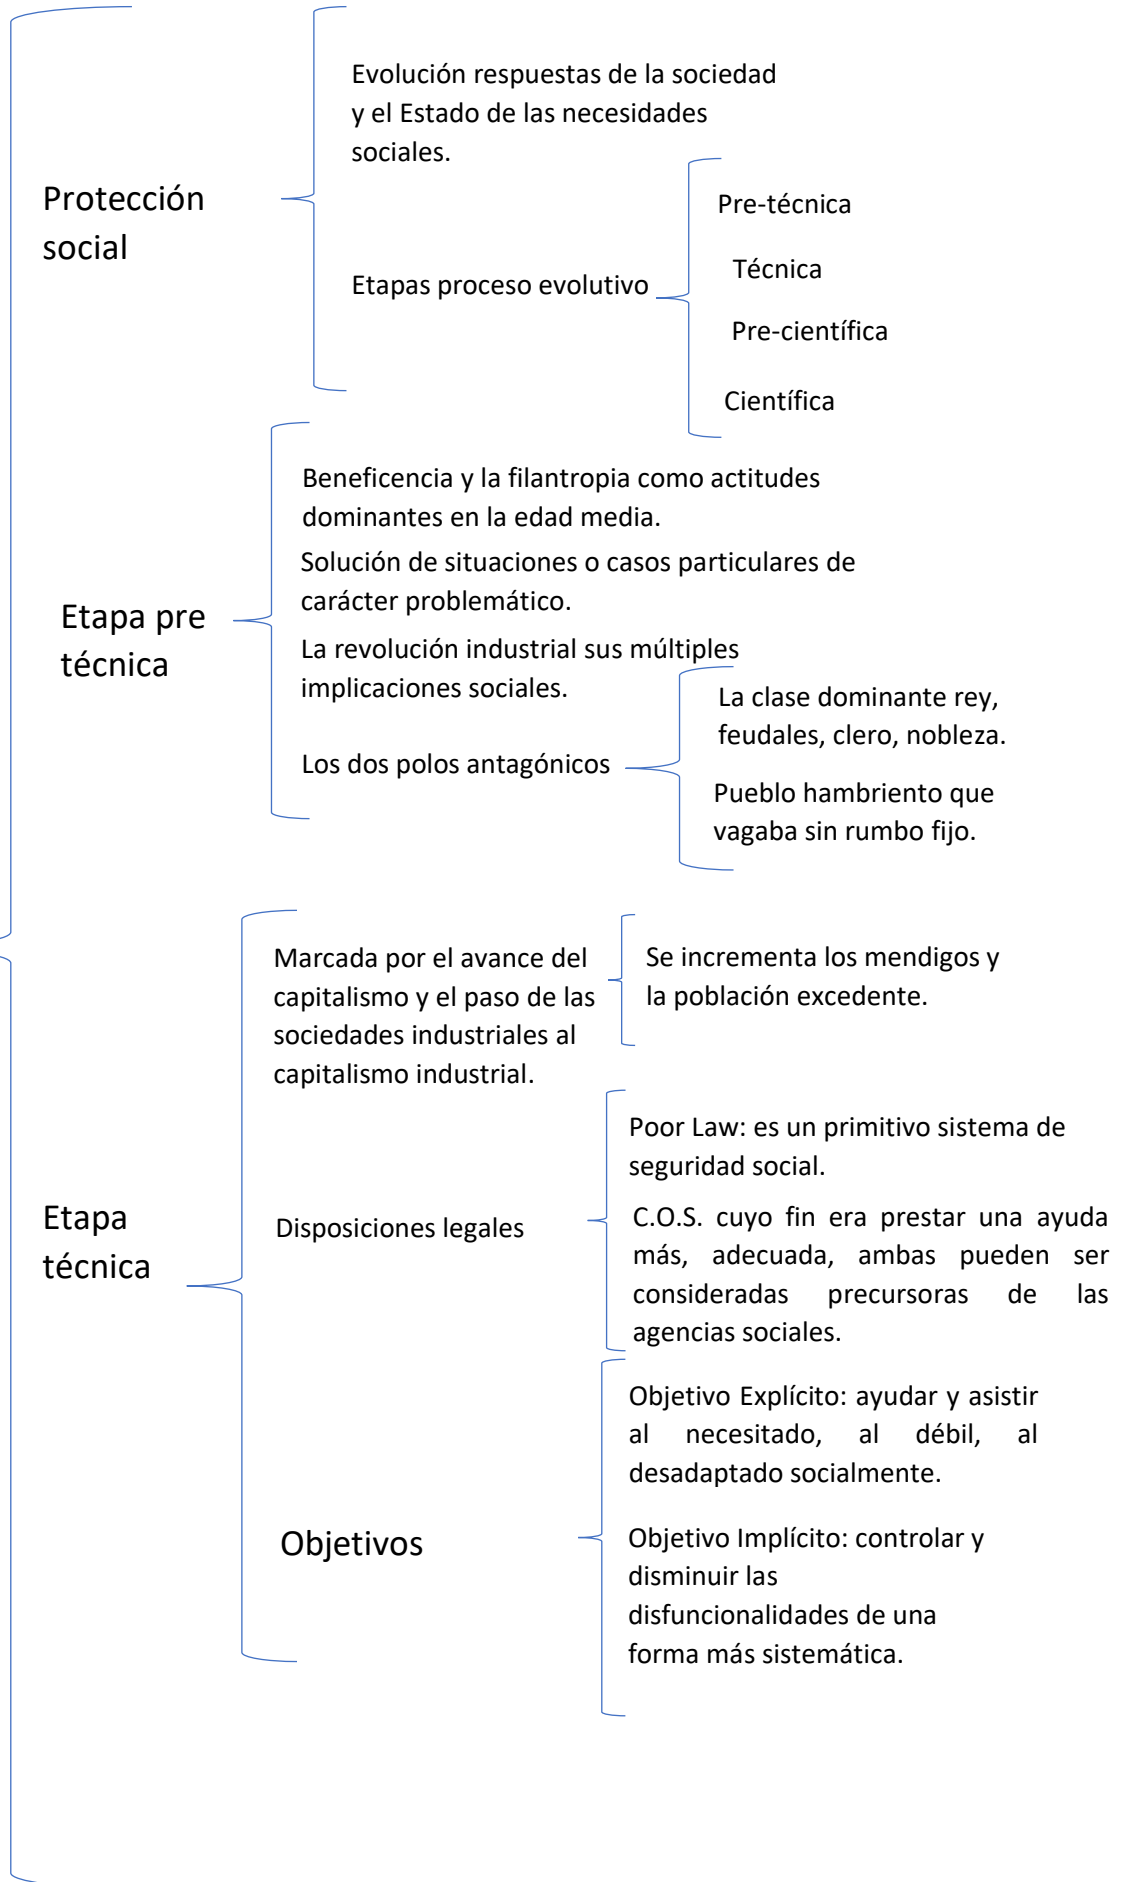 Protección
social
Evolución respuestas de la sociedad
y el Estado de las necesidades
sociales.
Etapas proceso evolutivo
Pre-técnica
Técnica
Pre-científica
Científica
Etapa pre
técnica
Beneficencia y la filantropia como actitudes
dominantes en la edad media.
Solución de situaciones o casos particulares de
carácter problemático.
La revolución industrial sus múltiples
implicaciones sociales.
Los dos polos antagónicos
La clase dominante rey,
feudales, clero, nobleza.
Pueblo hambriento que
vagaba sin rumbo fijo.
Etapa
técnica
Marcada por el avance del
capitalismo y el paso de las
sociedades industriales al
capitalismo industrial.
Se incrementa los mendigos y
la población excedente.
Disposiciones legales
Poor Law: es un primitivo sistema de
seguridad social.
C.O.S. cuyo fin era prestar una ayuda
más, adecuada, ambas pueden ser
consideradas precursoras de las
agencias sociales.
Objetivos
Objetivo Explícito: ayudar y asistir
al necesitado, al débil, al
desadaptado socialmente.
Objetivo Implícito: controlar y
disminuir las
disfuncionalidades de una
forma más sistemática.